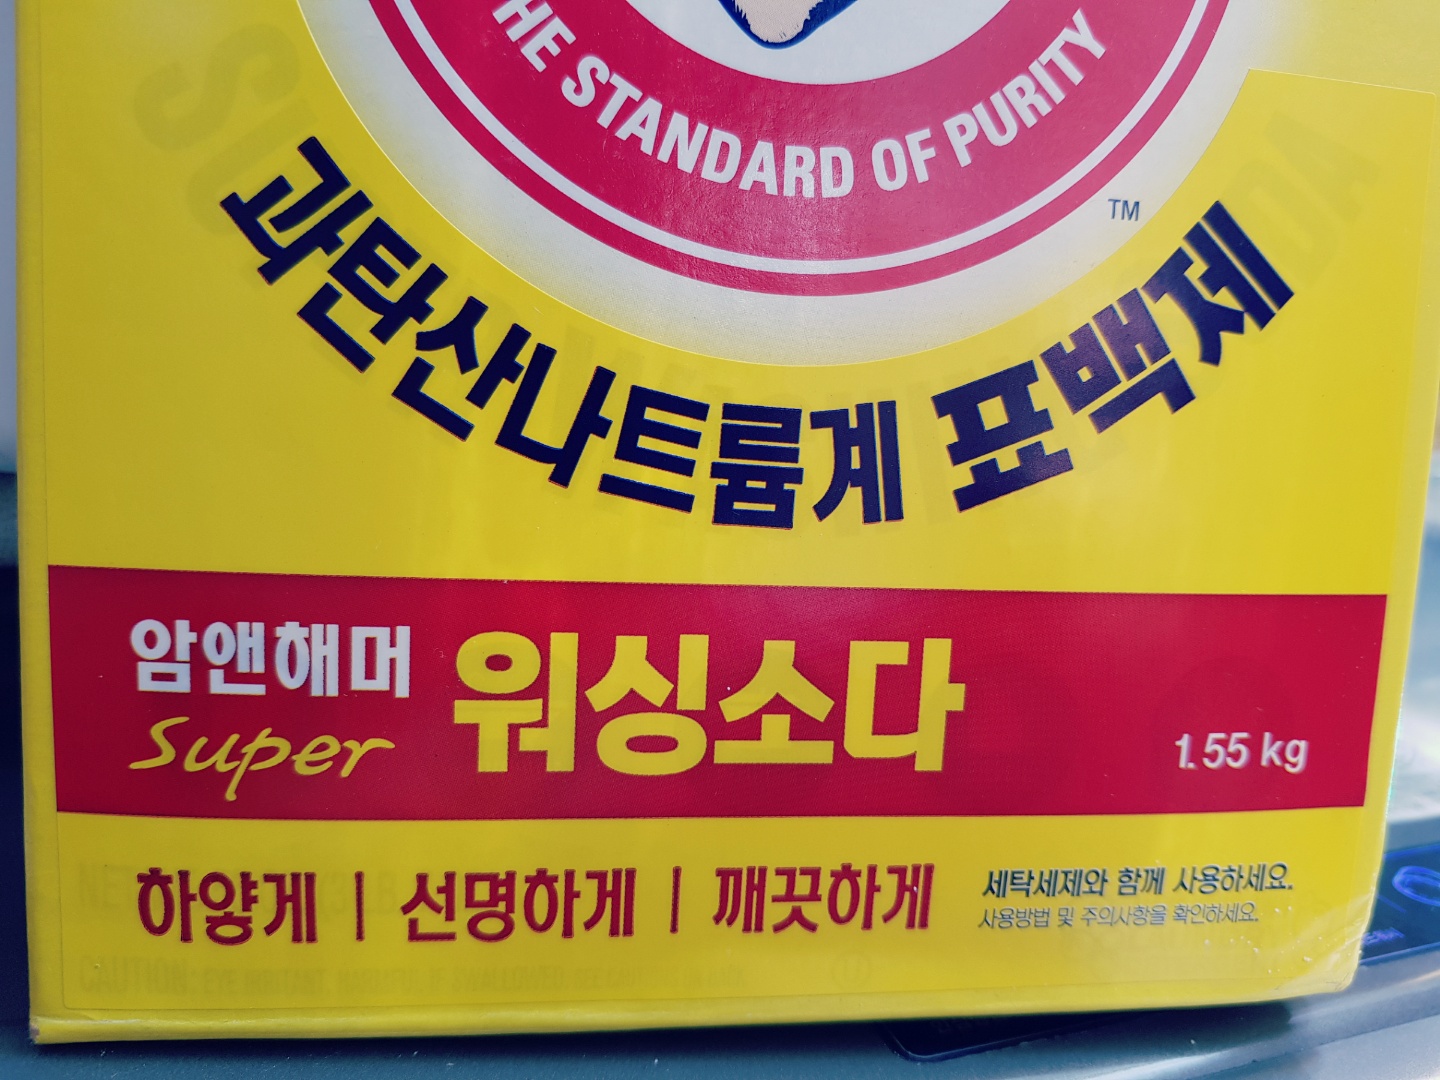 HE STANDARD OF PURITY
TM
과탄산나트륨계 표백제
암앤해머
Super
워싱소다
1.55 kg
하얗게 | 선명하게 | 깨끗하게
세탁세제와 함께 사용하세요.
사용방법 및 주의사항을 확인하세요.